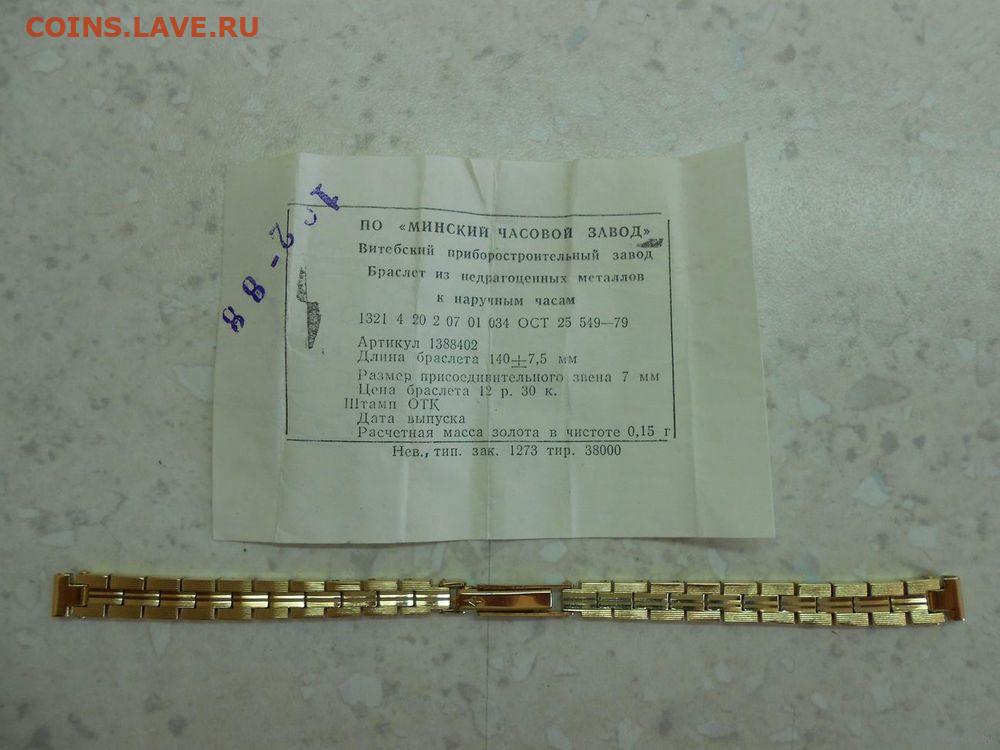 COINS.LAVE.RU
12-88
ПО «МИНСКИЙ ЧАСОВОЙ ЗАВОД»
Витебский приборостроительный завод
Браслет из недрагоценных металлов
к наручным часам
1321 4 20 2 07 01 034 ОСТ 25 549—79
Артикул 1388402
Длина браслета 140±7,5 мм
Размер присоединительного звена 7 мм
Цена браслета 12 р. 30 к.
Штамп ОТК
Дата выпуска
Расчетная масса золота в чистоте 0,15 г
Нев., тип. зак. 1273 тир. 38000